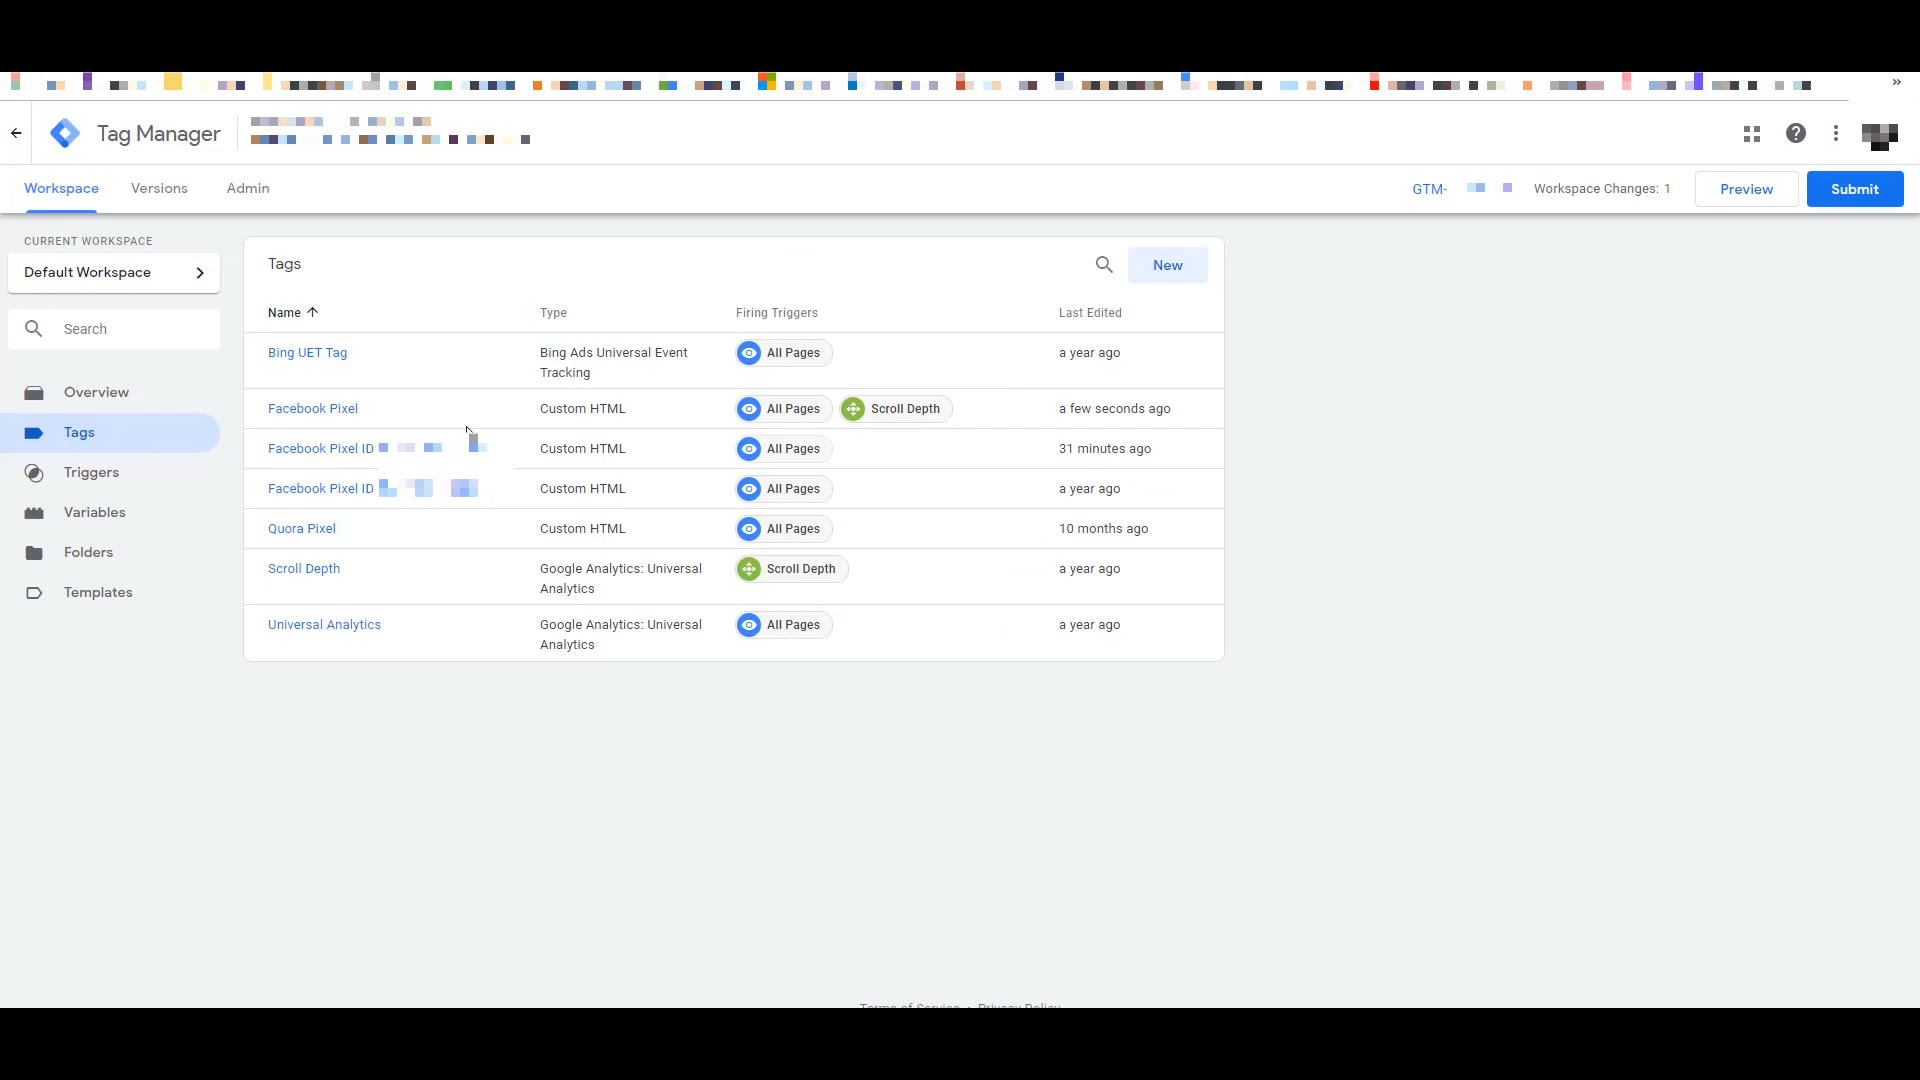 »
Tag Manager
Workspace Versions Admin
GTM- Workspace Changes: 1 Preview Submit
CURRENT WORKSPACE
Default Workspace
Search
Overview
Tags
Triggers
Variables
Folders
Templates
Tags New
Name Type Firing Triggers Last Edited
Bing UET Tag Bing Ads Universal Event All Pages a year ago
Tracking
Facebook Pixel Custom HTML All Pages Scroll Depth a few seconds ago
Facebook Pixel ID Custom HTML All Pages 31 minutes ago
Facebook Pixel ID Custom HTML All Pages a year ago
Quora Pixel Custom HTML All Pages 10 months ago
Scroll Depth Google Analytics: Universal Scroll Depth a year ago
Analytics
Universal Analytics Google Analytics: Universal All Pages a year ago
Analytics
Terms of Service · Privacy Policy